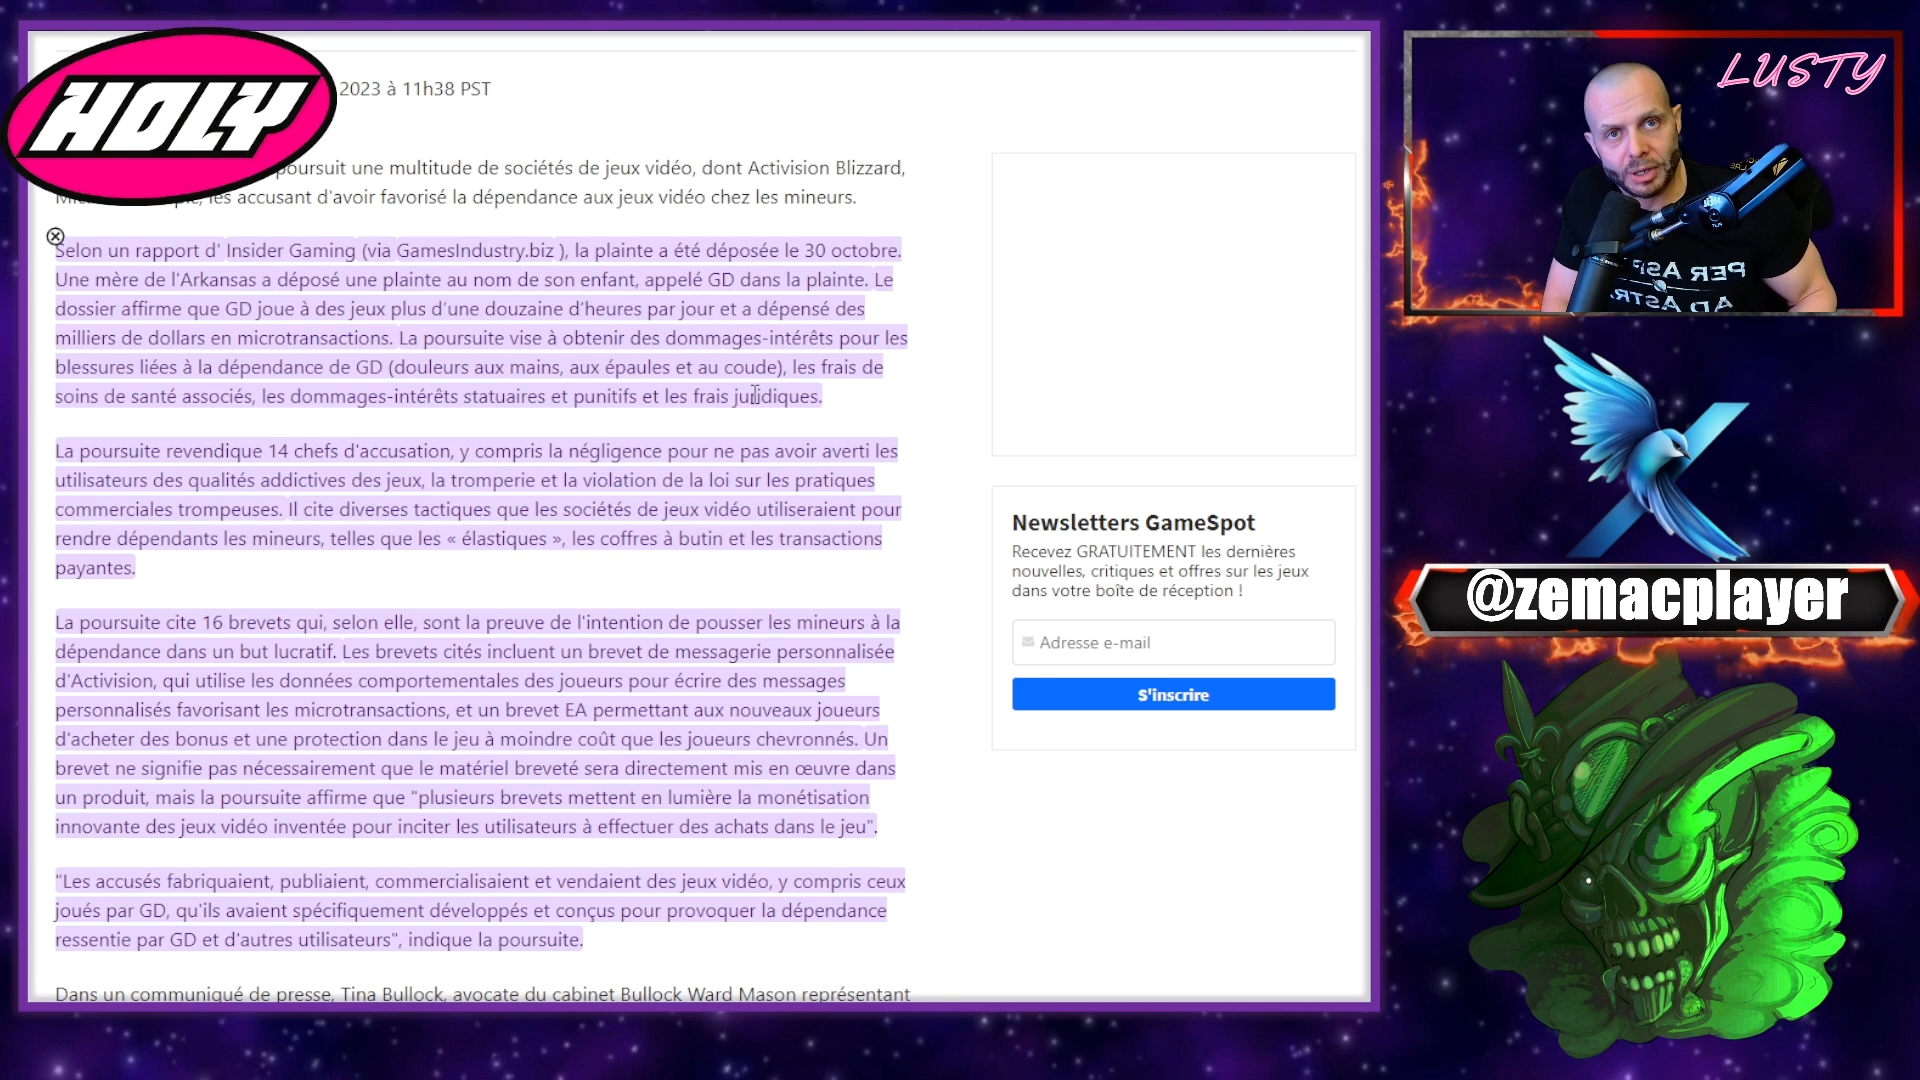 HOLY
2023 à 11h38 PST
poursuit une multitude de sociétés de jeux vidéo, dont Activision Blizzard,
les accusant d'avoir favorisé la dépendance aux jeux vidéo chez les mineurs.
Selon un rapport d' Insider Gaming (via GamesIndustry.biz ), la plainte a été déposée le 30 octobre.
Une mère de l'Arkansas a déposé une plainte au nom de son enfant, appelé GD dans la plainte. Le
dossier affirme que GD joue à des jeux plus d’une douzaine d’heures par jour et a dépensé des
milliers de dollars en microtransactions. La poursuite vise à obtenir des dommages-intérêts pour les
blessures liées à la dépendance de GD (douleurs aux mains, aux épaules et au coude), les frais de
soins de santé associés, les dommages-intérêts statuaires et punitifs et les frais juridiques.
La poursuite revendique 14 chefs d'accusation, y compris la négligence pour ne pas avoir averti les
utilisateurs des qualités addictives des jeux, la tromperie et la violation de la loi sur les pratiques
commerciales trompeuses. Il cite diverses tactiques que les sociétés de jeux vidéo utiliseraient pour
rendre dépendants les mineurs, telles que les « élastiques », les coffres à butin et les transactions
payantes.
La poursuite cite 16 brevets qui, selon elle, sont la preuve de l'intention de pousser les mineurs à la
dépendance dans un but lucratif. Les brevets cités incluent un brevet de messagerie personnalisée
d'Activision, qui utilise les données comportementales des joueurs pour écrire des messages
personnalisés favorisant les microtransactions, et un brevet EA permettant aux nouveaux joueurs
d'acheter des bonus et une protection dans le jeu à moindre coût que les joueurs chevronnés. Un
brevet ne signifie pas nécessairement que le matériel breveté sera directement mis en œuvre dans
un produit, mais la poursuite affirme que "plusieurs brevets mettent en lumière la monétisation
innovante des jeux vidéo inventée pour inciter les utilisateurs à effectuer des achats dans le jeu".
"Les accusés fabriquaient, publiaient, commercialisaient et vendaient des jeux vidéo, y compris ceux
joués par GD, qu'ils avaient spécifiquement développés et conçus pour provoquer la dépendance
ressentie par GD et d'autres utilisateurs", indique la poursuite.
Dans un communiqué de presse, Tina Bullock, avocate du cabinet Bullock Ward Mason représentant
Newsletters GameSpot
Recevez GRATUITEMENT les dernières
nouvelles, critiques et offres sur les jeux
dans votre boîte de réception !
Adresse e-mail
S'inscrire
LUSTY
PER ASP
AD ASTR
@zemacplayer